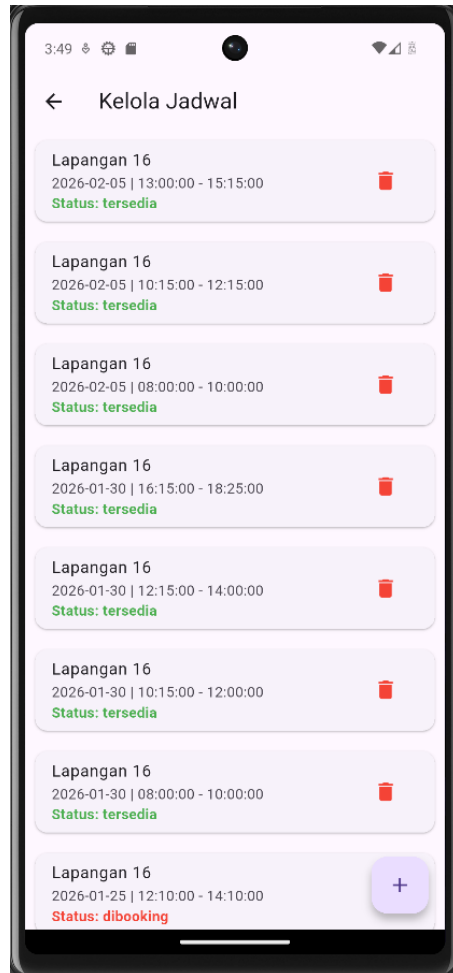 3:49
Kelola Jadwal
Lapangan 16
2026-02-05 | 13:00:00 - 15:15:00
Status: tersedia
Lapangan 16
2026-02-05 | 10:15:00 - 12:15:00
Status: tersedia
Lapangan 16
2026-02-05 | 08:00:00 - 10:00:00
Status: tersedia
Lapangan 16
2026-01-30 | 16:15:00 - 18:25:00
Status: tersedia
Lapangan 16
2026-01-30 | 12:15:00 - 14:00:00
Status: tersedia
Lapangan 16
2026-01-30 | 10:15:00 - 12:00:00
Status: tersedia
Lapangan 16
2026-01-30 | 08:00:00 - 10:00:00
Status: tersedia
Lapangan 16
2026-01-25 | 12:10:00 - 14:10:00
Status: dibooking